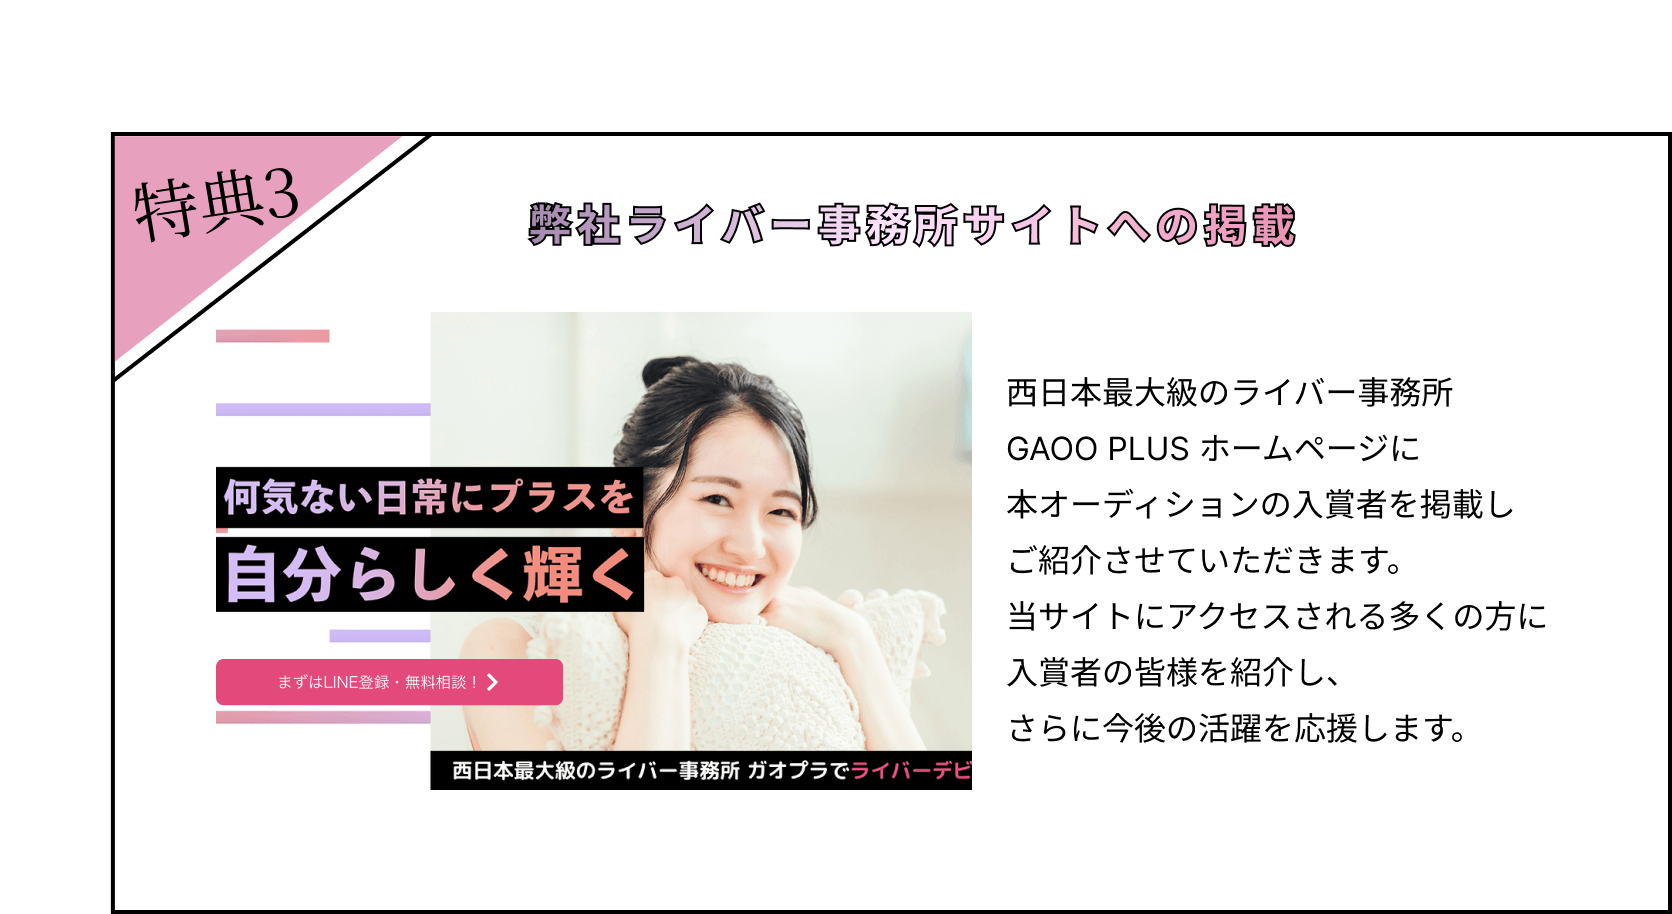 特典3
弊社ライバー事務所サイトへの掲載
何気ない日常にプラスを
自分らしく輝く
まずはLINE登録・無料相談！
西日本最大級のライバー事務所 ガオプラでライバーデビ
西日本最大級のライバー事務所
GAOO PLUS ホームページに
本オーディションの入賞者を掲載し
ご紹介させていただきます。
当サイトにアクセスされる多くの方に
入賞者の皆様を紹介し、
さらに今後の活躍を応援します。